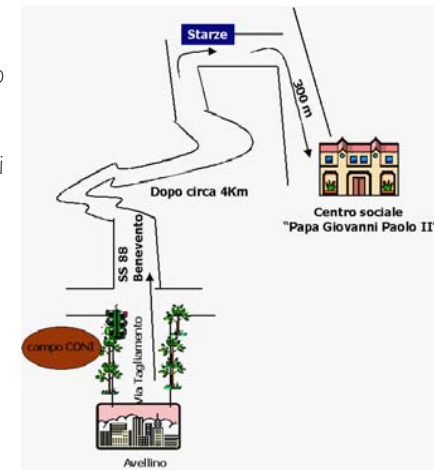 o
i
Starze
300 m
Dopo circa 4Km
Centro sociale
"Papa Giovanni Paolo II"
SS 88
Benevento
campo CONI
Via Tagliamento
Avellino